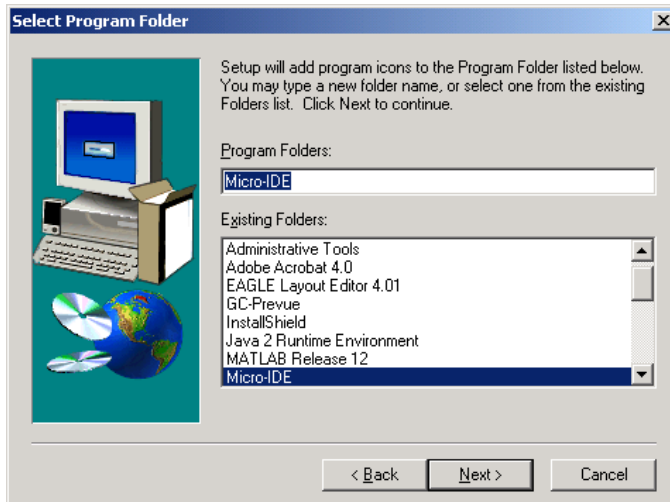 Select Program Folder
Setup will add program icons to the Program Folder listed below.
You may type a new folder name, or select one from the existing
Folders list. Click Next to continue.
Program Folders:
Micro-IDE
Existing Folders:
Administrative Tools
Adobe Acrobat 4.0
EAGLE Layout Editor 4.01
GC-Prevue
InstallShield
Java 2 Runtime Environment
MATLAB Release 12
Micro-IDE
< Back
Next >
Cancel